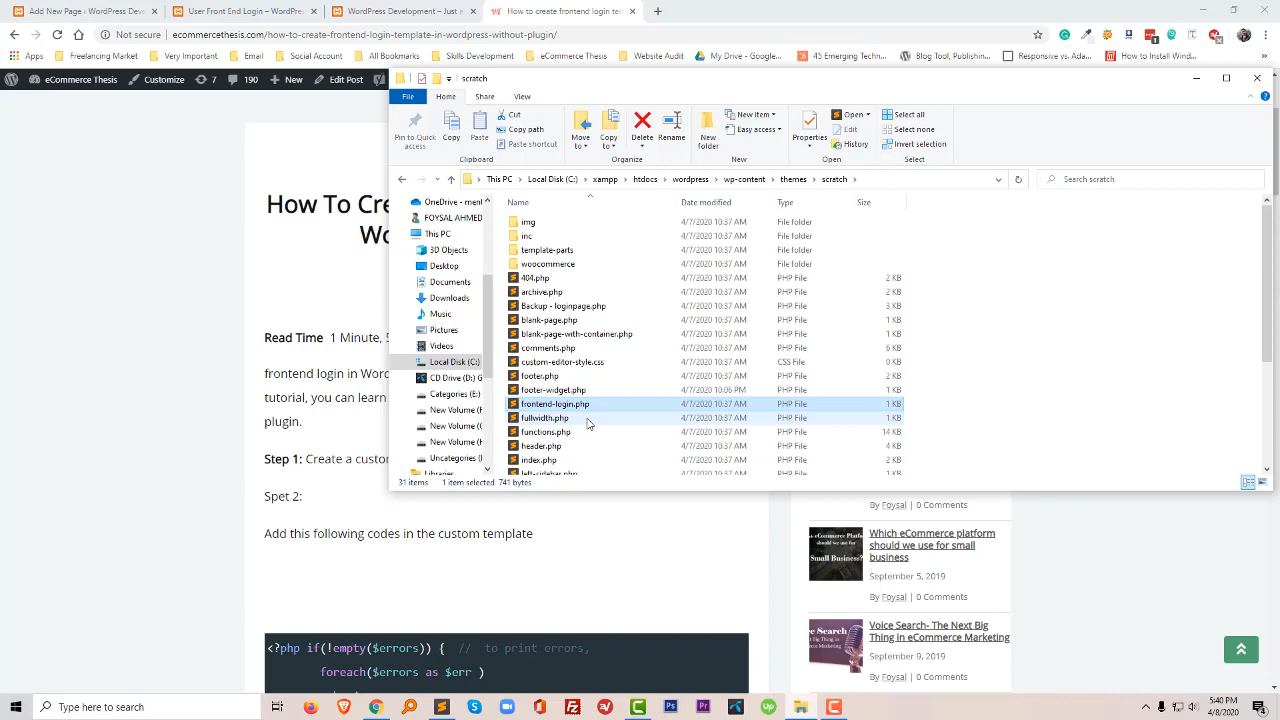 Add New Page ‹ WordPress Deve
User Front End Login – WordPress
WordPress Development – Just a
How to create frontend login tem
Not secure
ecommercethesis.com/how-to-create-frontend-login-template-in-wordpress-without-plugin/
Apps
Freelancing Market
Very Important
Social Account
All Bookmarks
eCommerce Thesis
Website Audit
My Drive - Google
45 Técnicas
Blog Tool, Publishing
Responsive vs. Adap
How to Install Word
eCommerce Thesis
Customize
7
190
New
Edit Post
scratch
File
Home
Share
View
Pin to Quick access
Copy
Paste
Cut
Copy path
Paste shortcut
Clipboard
Move to
Copy to
Delete
Rename
Organize
New folder
New item
Easy access
New
Properties
Open
Edit
History
Open
Select all
Select none
Invert selection
Select
This PC
Local Disk (C:)
xampp
htdocs
wordpress
wp-content
themes
scratch
Search scratch
Name
Date modified
Type
Size
OneDrive - men
FOYSAL AHMED
This PC
3D Objects
Desktop
Documents
Downloads
Music
Pictures
Videos
Local Disk (C:)
CD Drive (D:) G
Categories (E:)
New Volume (
New Volume (
New Volume (
Uncategories (
Libraries
img 4/7/2020 10:37 AM File folder
inc 4/7/2020 10:37 AM File folder
template-parts 4/7/2020 10:37 AM File folder
woocommerce 4/7/2020 10:37 AM File folder
404.php 4/7/2020 10:37 AM PHP File 2 KB
archive.php 4/7/2020 10:37 AM PHP File 2 KB
Backup - loginpage.php 4/7/2020 10:37 AM PHP File 3 KB
blank-page.php 4/7/2020 10:37 AM PHP File 1 KB
blank-page-with-container.php 4/7/2020 10:37 AM PHP File 1 KB
comments.php 4/7/2020 10:37 AM PHP File 6 KB
custom-editor-style.css 4/7/2020 10:37 AM CSS File 0 KB
footer.php 4/7/2020 10:37 AM PHP File 2 KB
footer-widget.php 4/7/2020 10:06 PM PHP File 1 KB
frontend-login.php 4/7/2020 10:37 AM PHP File 1 KB
fullwidth.php 4/7/2020 10:37 AM PHP File 1 KB
functions.php 4/7/2020 10:37 AM PHP File 14 KB
header.php 4/7/2020 10:37 AM PHP File 4 KB
index.php 4/7/2020 10:37 AM PHP File 2 KB
left-sidebar.php 4/7/2020 10:37 AM PHP File 1 KB
31 items
1 item selected
741 bytes
How To Cre
Wo
Read Time 1 Minute, 5
frontend login in Word
tutorial, you can learn
plugin.
Step 1: Create a custo
Spet 2:
Add this following codes in the custom template
<?php if(!empty($errors)) { // to print errors,
foreach($errors as $err )
By Foysal | 0 Comments
Which eCommerce platform
should we use for small
business
September 5, 2019
By Foysal | 0 Comments
Voice Search- The Next Big
Thing in eCommerce Marketing
September 9, 2019
By Foysal | 0 Comments
Type here to search
5:40 PM
4/8/2020